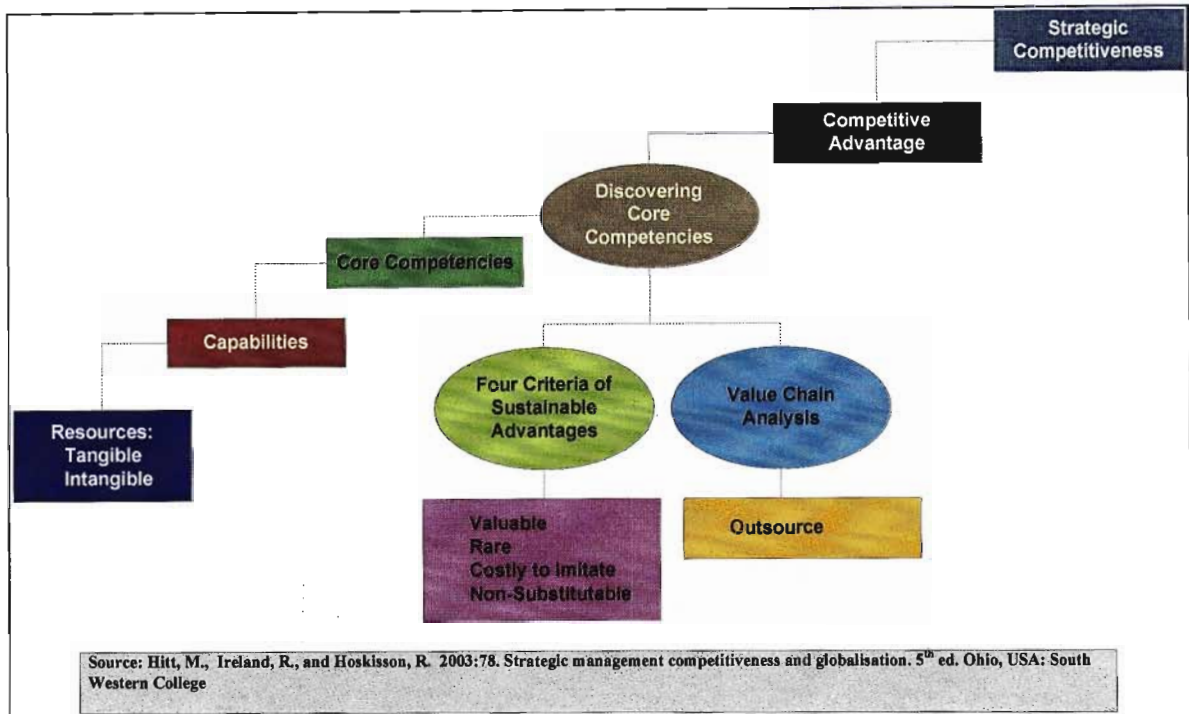 Strategic
Competitiveness
Competitive
Advantage
Discovering
Core
Competencies
Core Competencies
Capabilities
Resources:
Tangible
Intangible
Four Criteria of
Sustainable
Advantages
Value Chain
Analysis
Valuable
Rare
Costly to Imitate
Non-Substitutable
Outsource
Source: Hitt, M., Ireland, R., and Hoskisson, R. 2003:78. Strategic management competitiveness and globalisation. 5th ed. Ohio, USA: South
Western College